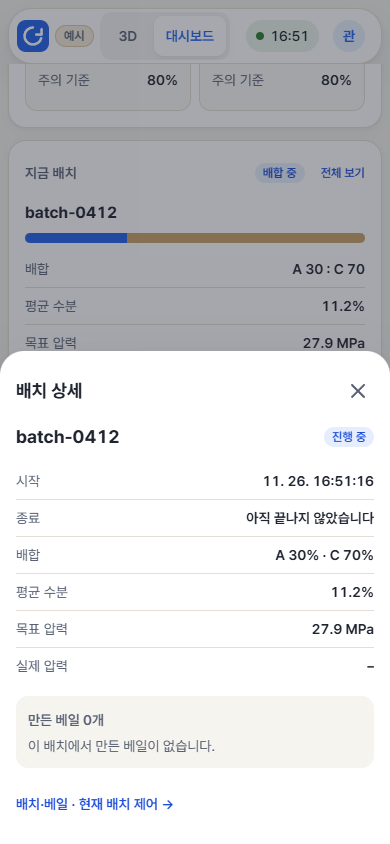 예시 3D 대시보드 16:51 관
주의 기준 80% 주의 기준 80%
지금 배치 배합 중 전체 보기
batch-0412
배합 A 30 : C 70
평균 수분 11.2%
목표 압력 27.9 MPa
배치 상세
batch-0412 진행 중
시작 11. 26. 16:51:16
종료 아직 끝나지 않았습니다
배합 A 30% · C 70%
평균 수분 11.2%
목표 압력 27.9 MPa
실제 압력 –
만든 베일 0개
이 배치에서 만든 베일이 없습니다.
배치·베일 · 현재 배치 제어 →